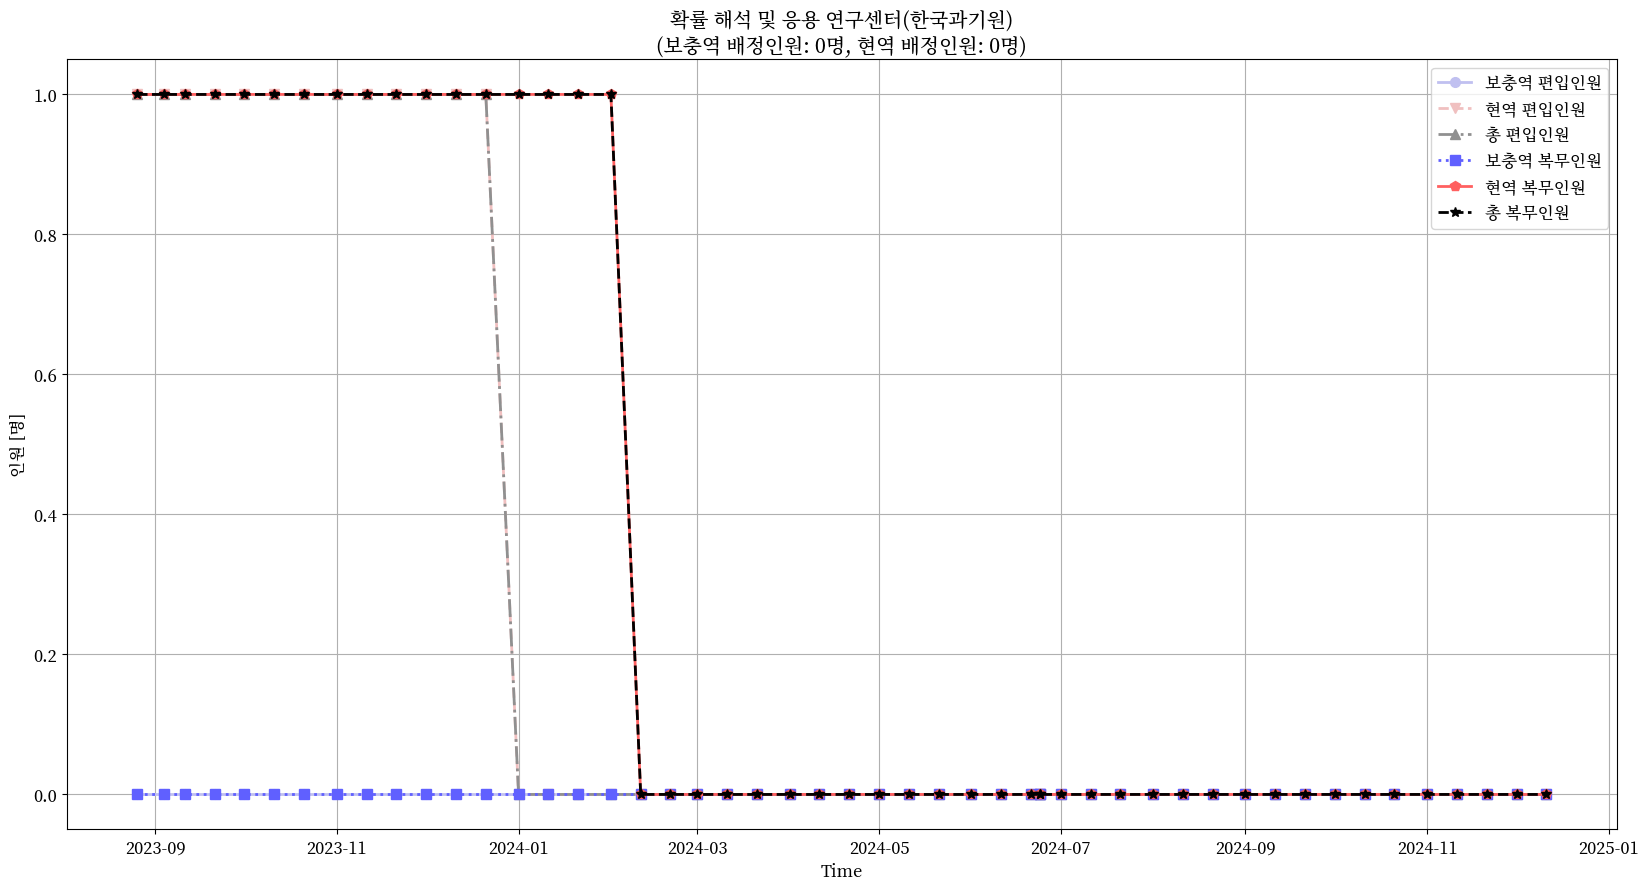 확률 해석 및 응용 연구센터(한국과기원)
(보충역 배정인원: 0명, 현역 배정인원: 0명)
1.0
0.8
0.6
0.4
0.2
0.0
인원 [명]
보충역 편입인원
현역 편입인원
총 편입인원
보충역 복무인원
현역 복무인원
총 복무인원
2023-09
2023-11
2024-01
2024-03
2024-05
2024-07
2024-09
2024-11
2025-01
Time